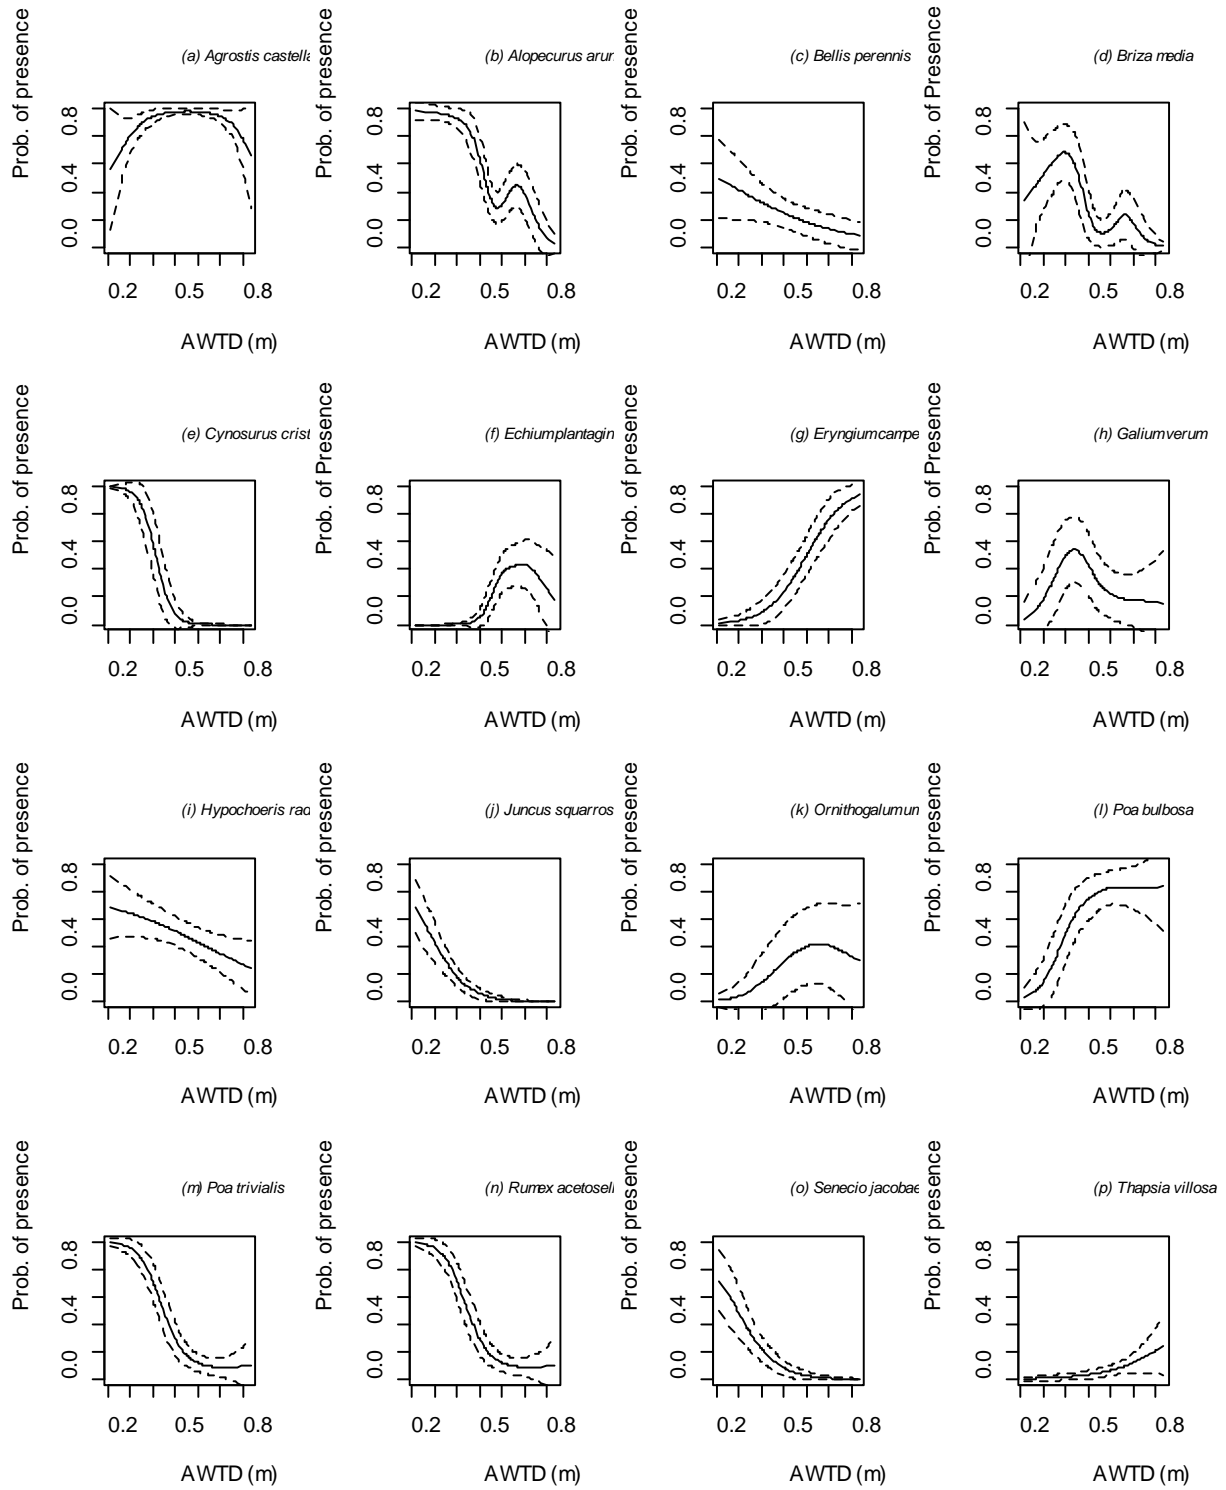 Prob. of presence
(a) Agrostis castella
0.8
0.4
0.0
0.2 0.5 0.8
AWTD (m)
Prob. of presence
(b) Alopecurus arun
0.8
0.4
0.0
0.2 0.5 0.8
AWTD (m)
Prob. of presence
(c) Bellis perennis
0.8
0.4
0.0
0.2 0.5 0.8
AWTD (m)
Prob. of Presence
(d) Briza media
0.8
0.4
0.0
0.2 0.5 0.8
AWTD (m)
Prob. of presence
(e) Cynosurus crist
0.8
0.4
0.0
0.2 0.5 0.8
AWTD (m)
Prob. of Presence
(f) Echium plantagin
0.8
0.4
0.0
0.2 0.5 0.8
AWTD (m)
Prob. of presence
(g) Eryngium campe
0.8
0.4
0.0
0.2 0.5 0.8
AWTD (m)
Prob. of Presence
(h) Galium verum
0.8
0.4
0.0
0.2 0.5 0.8
AWTD (m)
Prob. of presence
(i) Hypochoeris rad
0.8
0.4
0.0
0.2 0.5 0.8
AWTD (m)
Prob. of presence
(j) Juncus squarros
0.8
0.4
0.0
0.2 0.5 0.8
AWTD (m)
Prob. of presence
(k) Ornithogalum um
0.8
0.4
0.0
0.2 0.5 0.8
AWTD (m)
Prob. of presence
(l) Poa bulbosa
0.8
0.4
0.0
0.2 0.5 0.8
AWTD (m)
Prob. of presence
(m) Poa trivialis
0.8
0.4
0.0
0.2 0.5 0.8
AWTD (m)
Prob. of presence
(n) Rumex acetosell
0.8
0.4
0.0
0.2 0.5 0.8
AWTD (m)
Prob. of presence
(o) Senecio jacobae
0.8
0.4
0.0
0.2 0.5 0.8
AWTD (m)
Prob. of presence
(p) Thapsia villosa
0.8
0.4
0.0
0.2 0.5 0.8
AWTD (m)